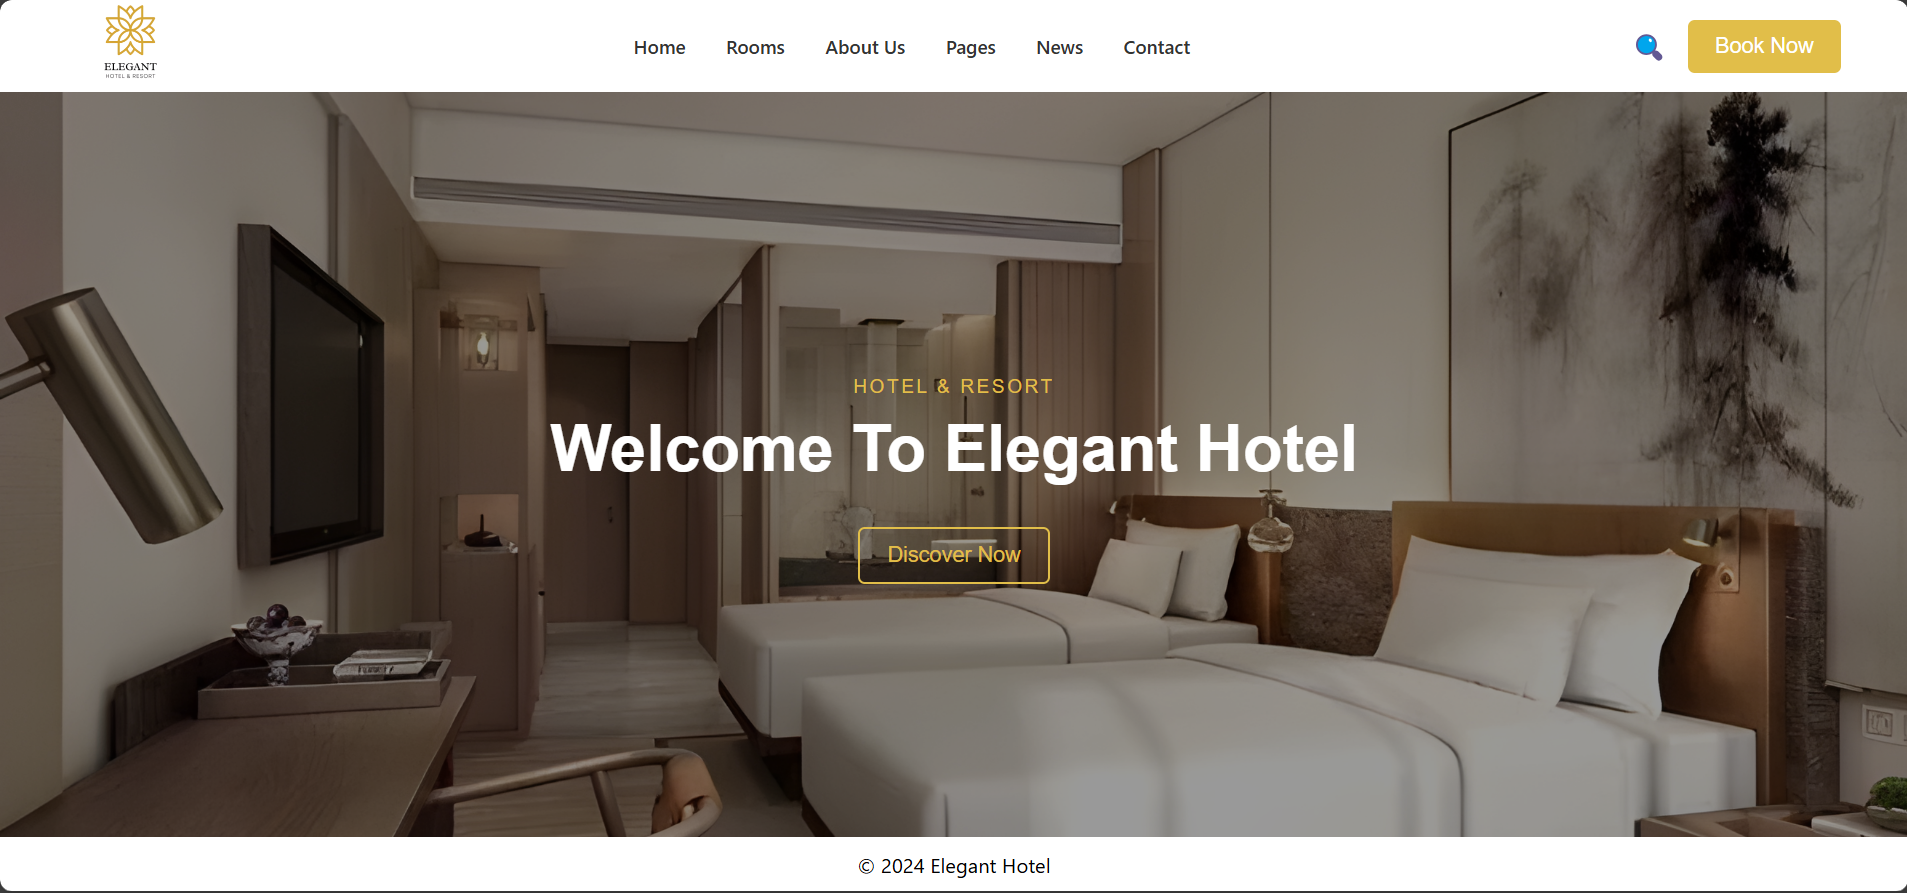 ELEGANT
HOTEL & RESORT
Home
Rooms
About Us
Pages
News
Contact
Book Now
HOTEL & RESORT
Welcome To Elegant Hotel
Discover Now
© 2024 Elegant Hotel